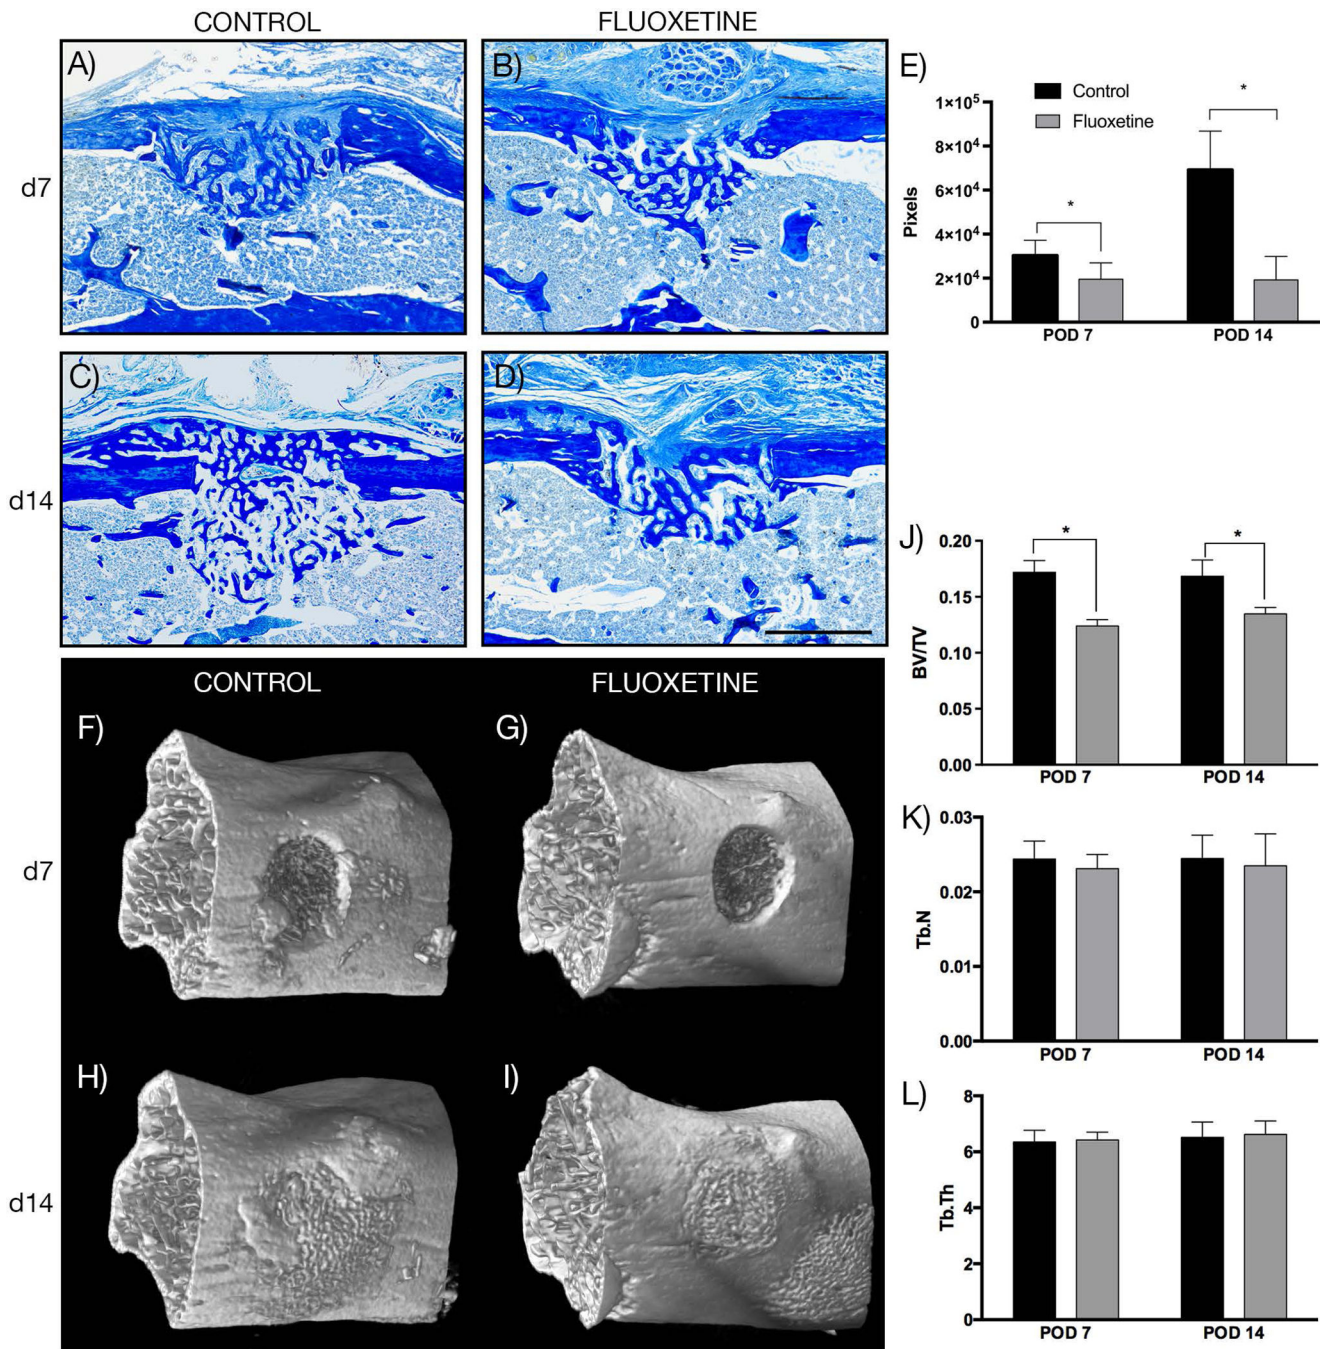 CONTROL
FLUOXETINE
A)
B)
d7
C)
D)
d14
E)
Control
Fluoxetine
1×10⁵
8×10⁴
6×10⁴
4×10⁴
2×10⁴
0
Pixels
*
*
POD 7
POD 14
CONTROL
FLUOXETINE
F)
G)
d7
H)
I)
d14
J)
0.20
0.15
0.10
0.05
0.00
BV/TV
*
*
POD 7
POD 14
K)
0.03
0.02
0.01
0.00
Tb.N
POD 7
POD 14
L)
8
6
4
2
0
Tb.Th
POD 7
POD 14